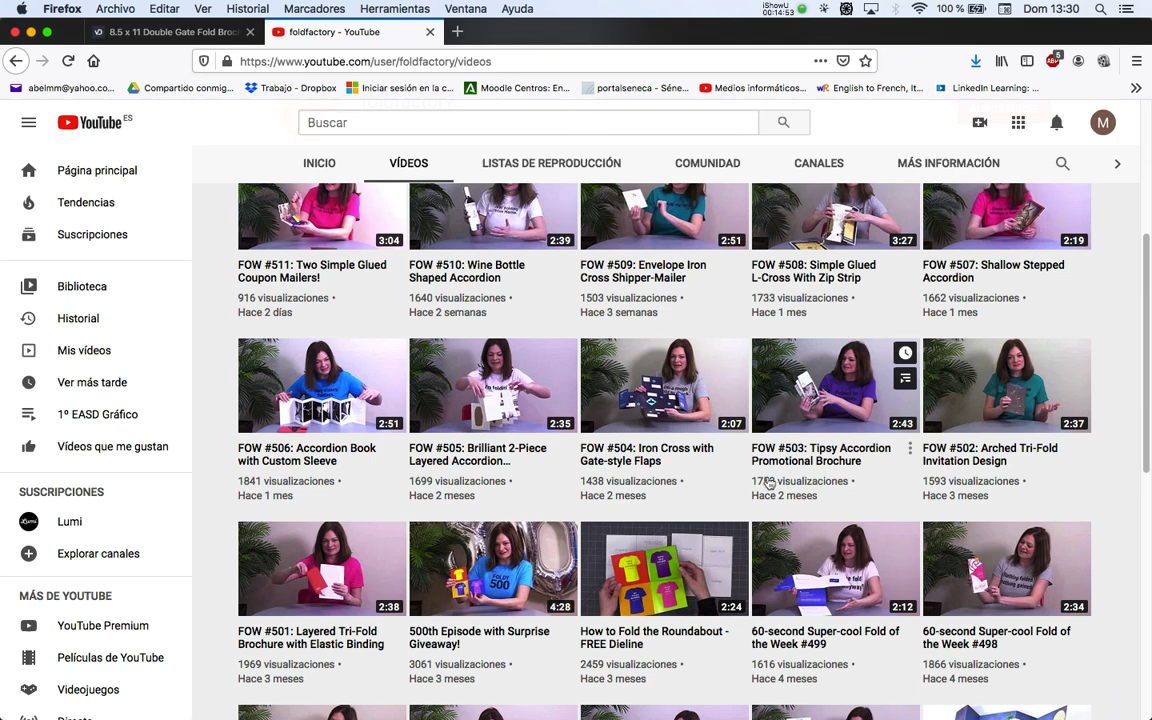 Firefox Archivo Editar Ver Historial Marcadores Herramientas Ventana Ayuda iShowU 00:14:53 100 % Dom 13:30
8.5 x 11 Double Gate Fold Broc foldfactory - YouTube
https://www.youtube.com/user/foldfactory/videos
abelmm@yahoo.co... Compartido conmig... Trabajo - Dropbox Iniciar sesión en la c... Moodle Centros: En... portalseneca - Séne... Medios informáticos... English to French, It... LinkedIn Learning: ...
YouTube ES Buscar M
INICIO VÍDEOS LISTAS DE REPRODUCCIÓN COMUNIDAD CANALES MÁS INFORMACIÓN
Página principal
Tendencias
Suscripciones
Biblioteca
Historial
Mis vídeos
Ver más tarde
1º EASD Gráfico
Vídeos que me gustan
SUSCRIPCIONES
Lumi
Explorar canales
MÁS DE YOUTUBE
YouTube Premium
Películas de YouTube
Videojuegos
3:04 2:39 2:51 3:27 2:19
FOW #511: Two Simple Glued
Coupon Mailers!
916 visualizaciones •
Hace 2 días
FOW #510: Wine Bottle
Shaped Accordion
1640 visualizaciones •
Hace 2 semanas
FOW #509: Envelope Iron
Cross Shipper-Mailer
1503 visualizaciones •
Hace 3 semanas
FOW #508: Simple Glued
L-Cross With Zip Strip
1733 visualizaciones •
Hace 1 mes
FOW #507: Shallow Stepped
Accordion
1662 visualizaciones •
Hace 1 mes
2:51 2:35 2:07 2:43 2:37
FOW #506: Accordion Book
with Custom Sleeve
1841 visualizaciones •
Hace 1 mes
FOW #505: Brilliant 2-Piece
Layered Accordion...
1699 visualizaciones •
Hace 2 meses
FOW #504: Iron Cross with
Gate-style Flaps
1438 visualizaciones •
Hace 2 meses
FOW #503: Tipsy Accordion
Promotional Brochure
visualizaciones •
Hace 2 meses
FOW #502: Arched Tri-Fold
Invitation Design
1593 visualizaciones •
Hace 3 meses
2:38 4:28 2:24 2:12 2:34
FOW #501: Layered Tri-Fold
Brochure with Elastic Binding
1969 visualizaciones •
Hace 3 meses
500th Episode with Surprise
Giveaway!
3061 visualizaciones •
Hace 3 meses
How to Fold the Roundabout -
FREE Dieline
2459 visualizaciones •
Hace 3 meses
60-second Super-cool Fold of
the Week #499
1616 visualizaciones •
Hace 4 meses
60-second Super-cool Fold of
the Week #498
1866 visualizaciones •
Hace 4 meses